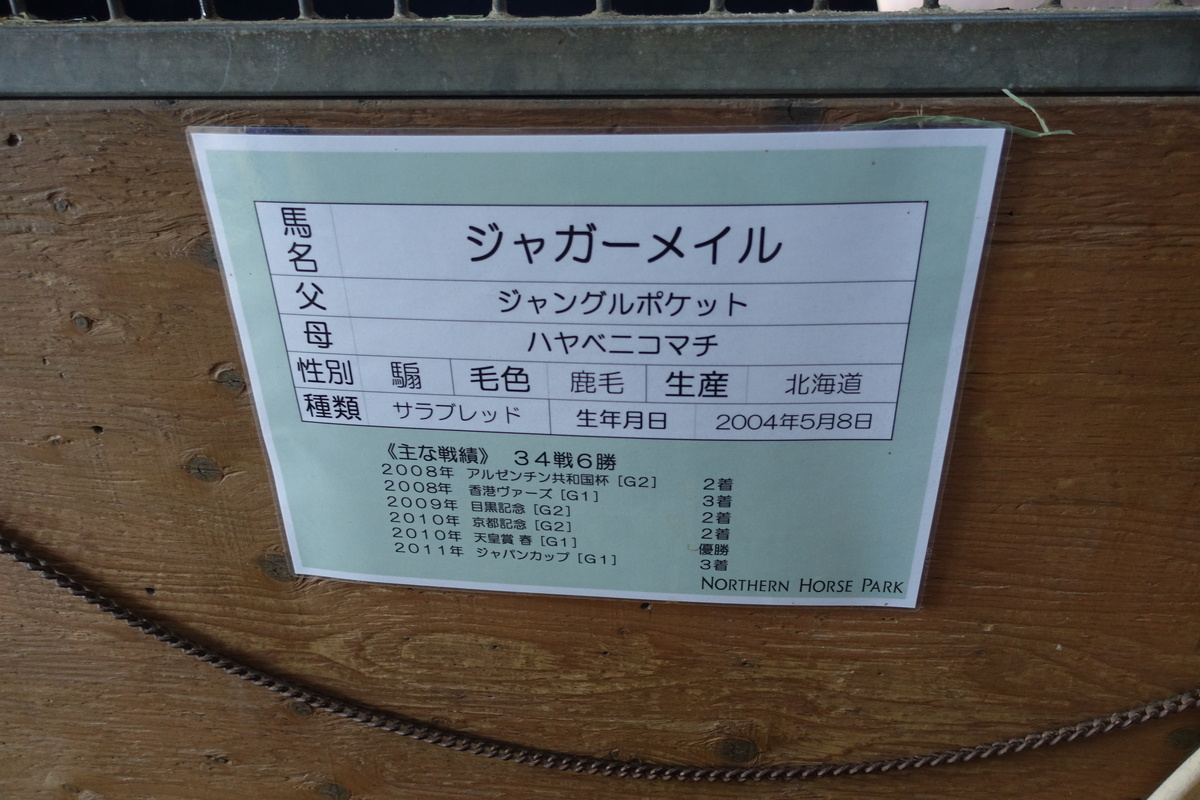 馬名 ジャガーメイル
父 ジャングルポケット
母 ハヤベニコマチ
性別 騸 毛色 鹿毛 生産 北海道
種類 サラブレッド 生年月日 2004年5月8日
《主な戦績》 34戦6勝
2008年 アルゼンチン共和国杯［G2］ 2着
2008年 香港ヴァーズ［G1］ 3着
2009年 目黒記念［G2］ 2着
2010年 京都記念［G2］ 2着
2010年 天皇賞 春［G1］ 優勝
2011年 ジャパンカップ［G1］ 3着
NORTHERN HORSE PARK